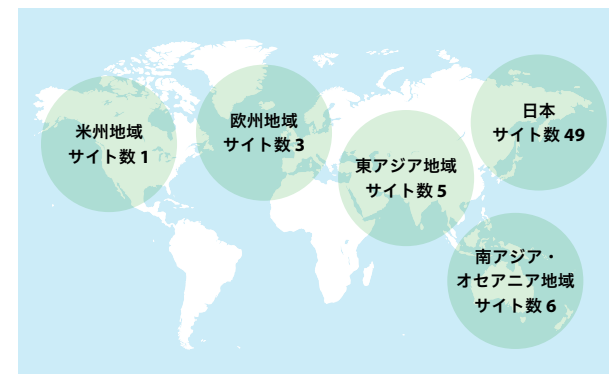 米州地域
サイト数 1
欧州地域
サイト数 3
東アジア地域
サイト数 5
日本
サイト数 49
南アジア・
オセアニア地域
サイト数 6